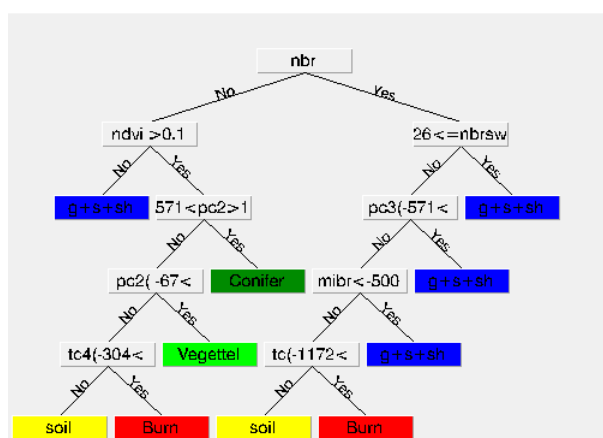 nbr
No Yes
ndvi >0.1 26<=nbrsw
No Yes No Yes
g+s+sh 571<pc2>1 pc3(-571< g+s+sh
No Yes No Yes
pc2( -67< Conifer mibr<-500 g+s+sh
No Yes No Yes
tc4(-304< Vegettel tc(-1172< g+s+sh
No Yes No Yes
soil Burn soil Burn